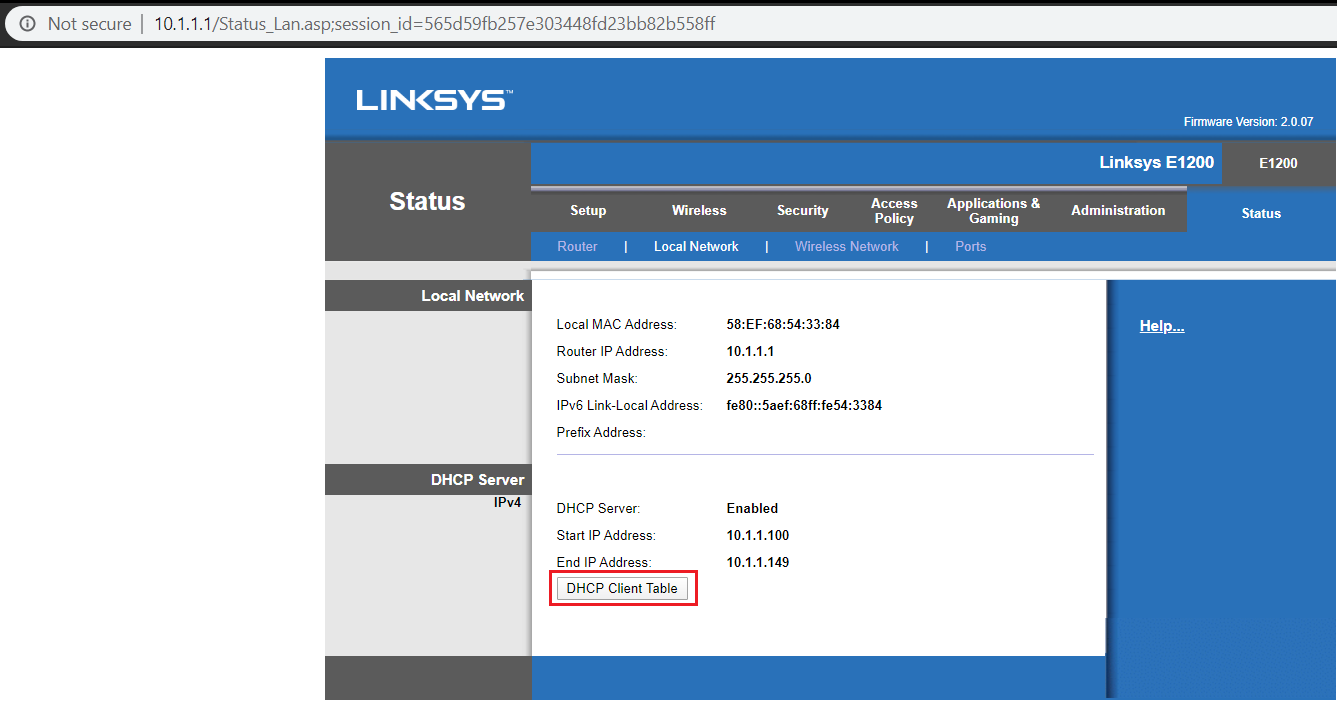 Not secure | 10.1.1.1/Status_Lan.asp;session_id=565d59fb257e303448fd23bb82b558ff
LINKSYS™
Firmware Version: 2.0.07
Linksys E1200 E1200
Status
Setup Wireless Security Access Policy Applications & Gaming Administration Status
Router | Local Network | Wireless Network | Ports
Local Network
Local MAC Address: 58:EF:68:54:33:84
Help...
Router IP Address: 10.1.1.1
Subnet Mask: 255.255.255.0
IPv6 Link-Local Address: fe80::5aef:68ff:fe54:3384
Prefix Address:
DHCP Server
IPv4
DHCP Server: Enabled
Start IP Address: 10.1.1.100
End IP Address: 10.1.1.149
DHCP Client Table